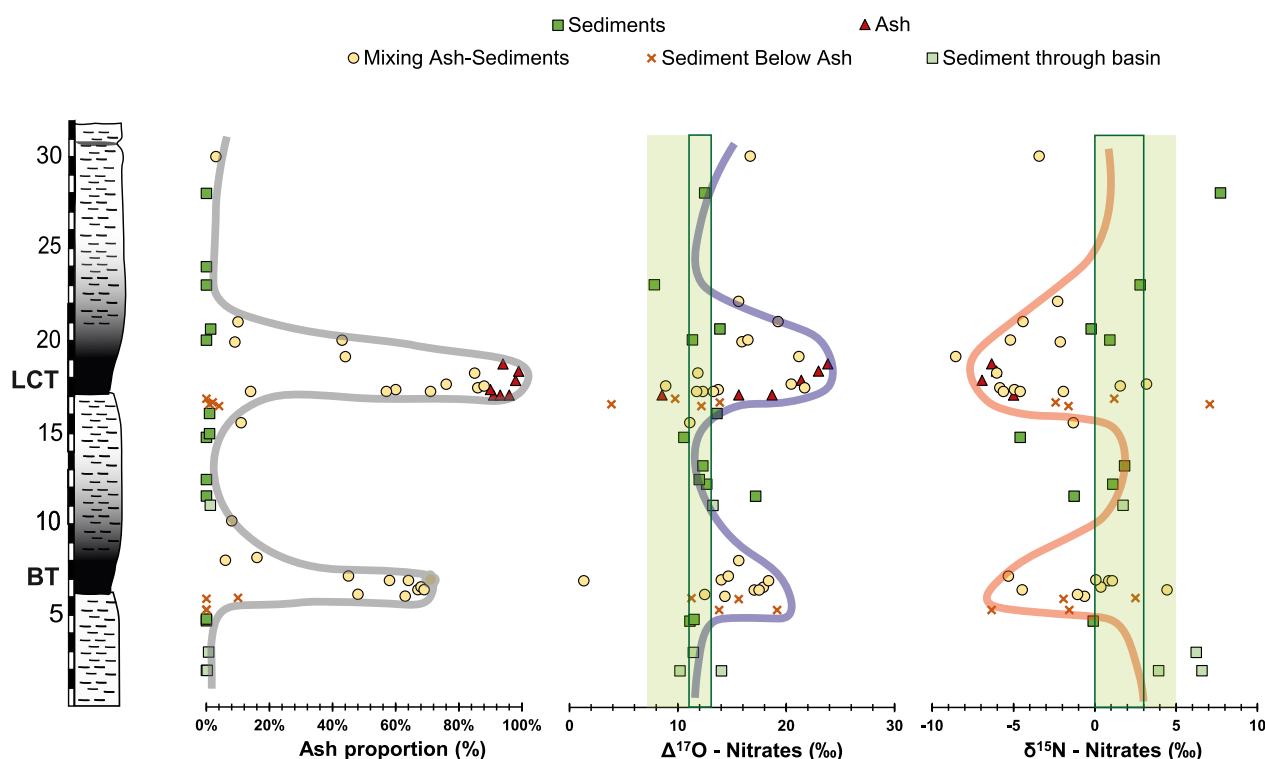 Sediments Ash
Mixing Ash-Sediments Sediment Below Ash Sediment through basin
30
25
20
LCT
15
10
BT
5
0% 20% 40% 60% 80% 100% 0 10 20 30 -10 -5 0 5 10
Ash proportion (%) Δ¹⁷O - Nitrates (‰) δ¹⁵N - Nitrates (‰)